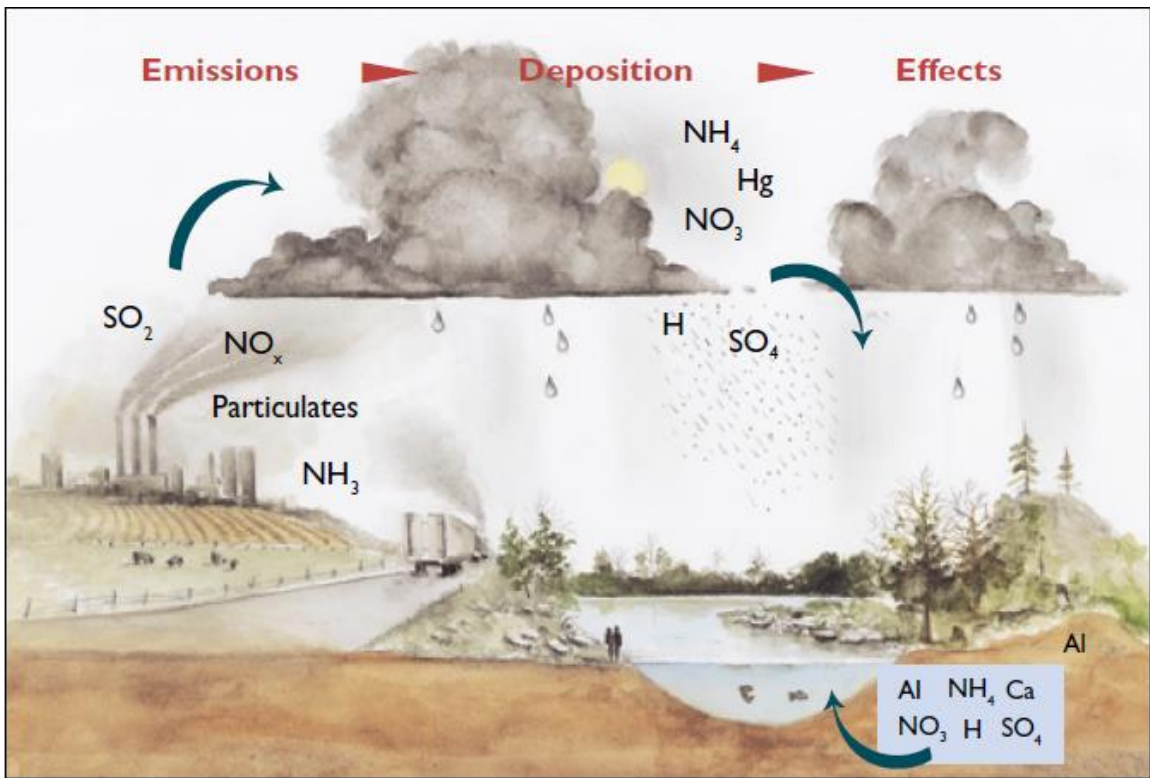 Emissions Deposition Effects
NH₄
Hg
NO₃
SO₂
NOₓ
Particulates
NH₃
H
SO₄
Al
Al NH₄ Ca
NO₃ H SO₄